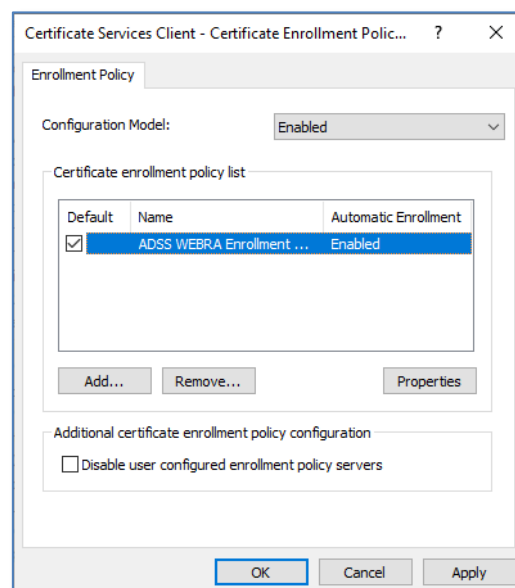 Certificate Services Client - Certificate Enrollment Polic... ? X
Enrollment Policy
Configuration Model: Enabled
Certificate enrollment policy list
Default Name Automatic Enrollment
ADSS WEBRA Enrollment ... Enabled
Add... Remove... Properties
Additional certificate enrollment policy configuration
Disable user configured enrollment policy servers
OK Cancel Apply